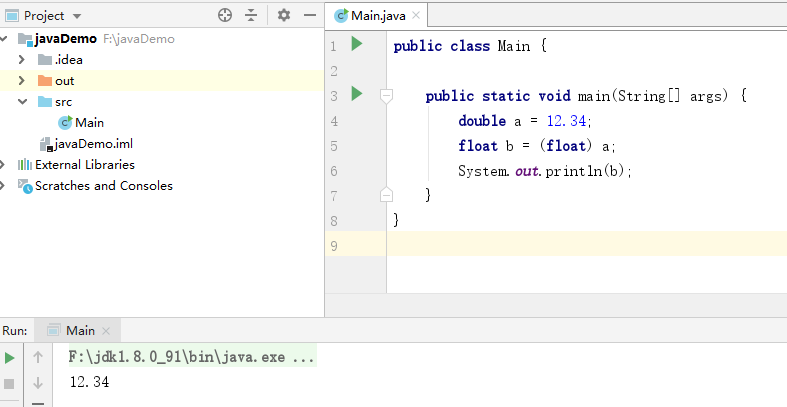 Project
javaDemo F:\javaDemo
.idea
out
src
Main
javaDemo.iml
External Libraries
Scratches and Consoles
Main.java
1 public class Main {
2
3 public static void main(String[] args) {
4 double a = 12.34;
5 float b = (float) a;
6 System.out.println(b);
7 }
8 }
9
Run: Main
F:\jdk1.8.0_91\bin\java.exe ...
12.34